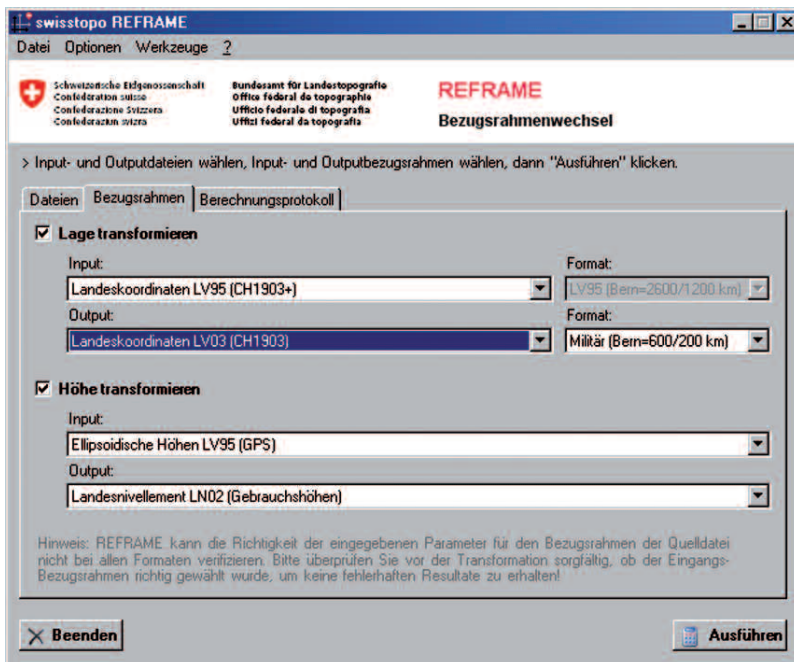 swisstopo REFRAME
Datei Optionen Werkzeuge ?
Schweizerische Eidgenossenschaft
Confédération suisse
Confederazione Svizzera
Confederaziun svizra
Bundesamt für Landestopografie
Office fédéral de topographie
Ufficio federale di topografia
Uffizi federal da topografia
REFRAME
Bezugsrahmenwechsel
> Input- und Outputdateien wählen, Input- und Outputbezugsrahmen wählen, dann "Ausführen" klicken.
Dateien Bezugsrahmen Berechnungsprotokoll
Lage transformieren
Input: Format:
Landeskoordinaten LV95 (CH1903+) LV95 (Bern=2600/1200 km)
Output: Format:
Landeskoordinaten LV03 (CH1903) Militär (Bern=600/200 km)
Höhe transformieren
Input:
Ellipsoidische Höhen LV95 (GPS)
Output:
Landesnivellement LN02 (Gebrauchshöhen)
Hinweis: REFRAME kann die Richtigkeit der eingegebenen Parameter für den Bezugsrahmen der Quelldatei
nicht bei allen Formaten verifizieren. Bitte überprüfen Sie vor der Transformation sorgfältig, ob der Eingangs-
Bezugsrahmen richtig gewählt wurde, um keine fehlerhaften Resultate zu erhalten!
Beenden Ausführen